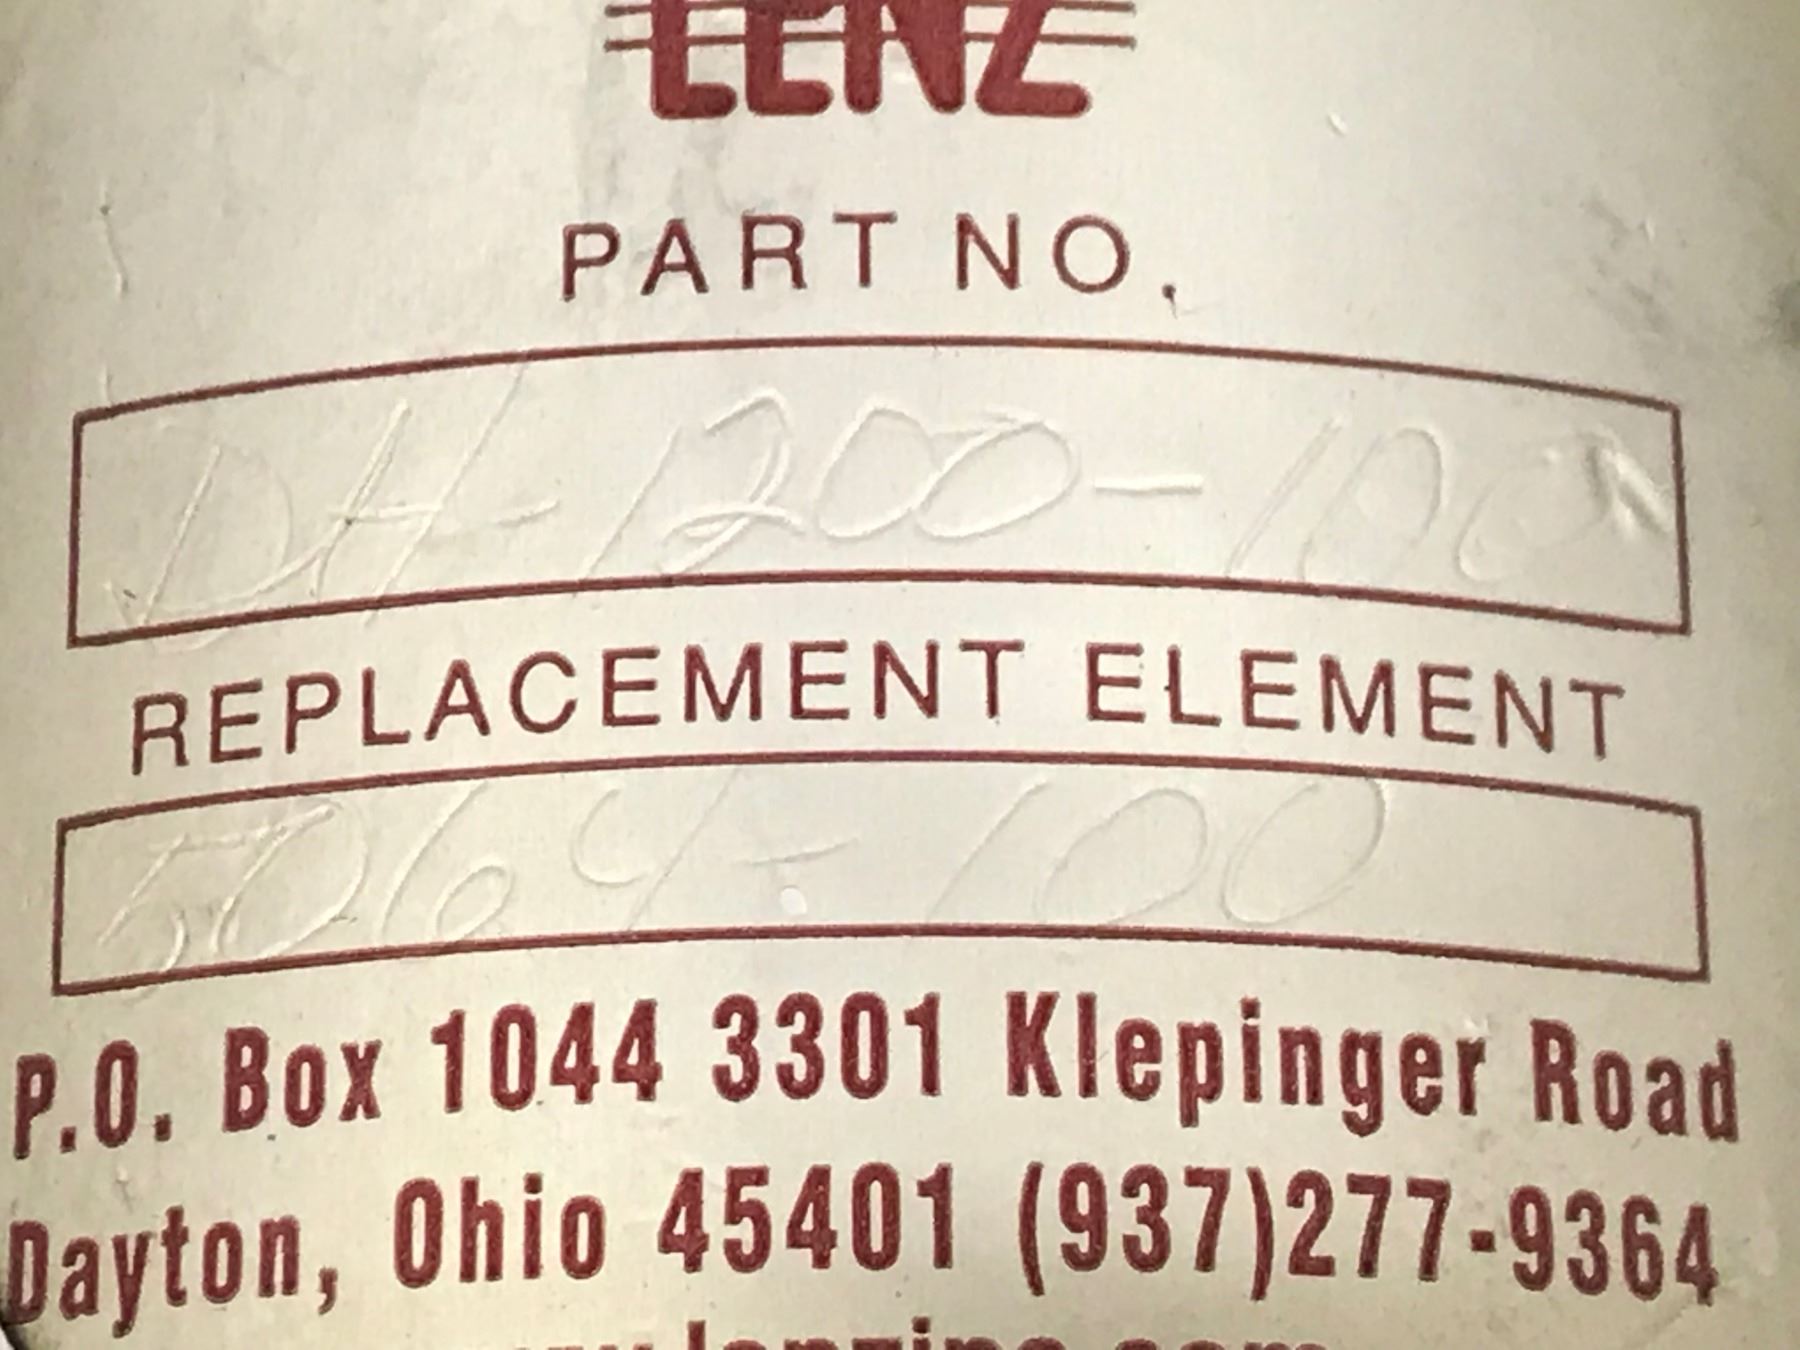 LENZ
PART NO.
DH-1200-100
REPLACEMENT ELEMENT
5064-100
P.O. Box 1044 3301 Klepinger Road
Dayton, Ohio 45401 (937)277-9364